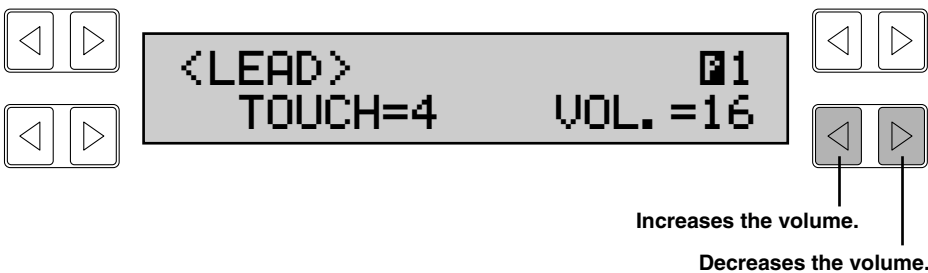 <LEAD> P1
TOUCH=4 VOL.=16
Increases the volume.
Decreases the volume.